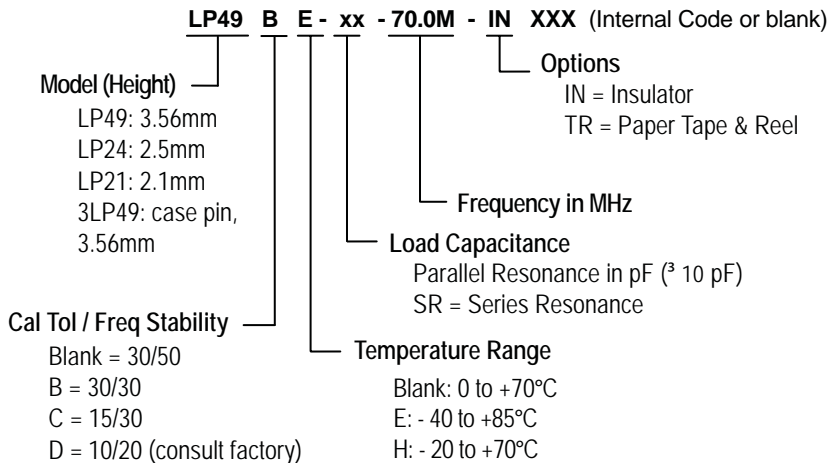 LP49 B E - xx - 70.0M - IN XXX (Internal Code or blank)
Options
IN = Insulator
TR = Paper Tape & Reel
Model (Height)
LP49: 3.56mm
LP24: 2.5mm
LP21: 2.1mm
3LP49: case pin,
3.56mm
Frequency in MHz
Load Capacitance
Parallel Resonance in pF (³ 10 pF)
SR = Series Resonance
Cal Tol / Freq Stability
Blank = 30/50
B = 30/30
C = 15/30
D = 10/20 (consult factory)
Temperature Range
Blank: 0 to +70°C
E: - 40 to +85°C
H: - 20 to +70°C